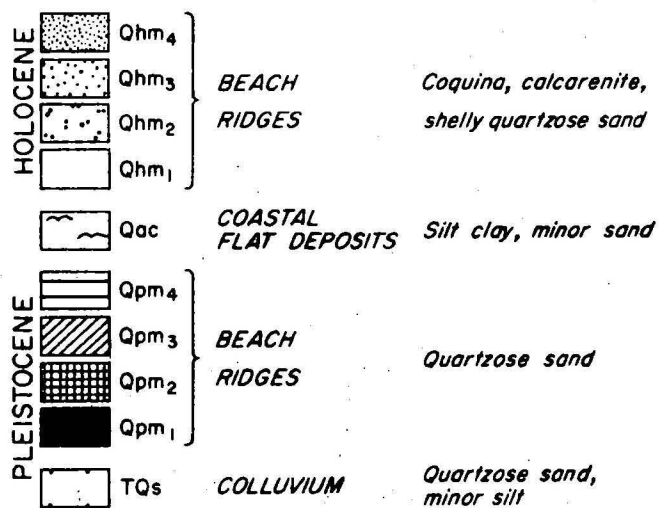 HOLOCENE
Qhm4
Qhm3 BEACH Coquina, calcarenite,
Qhm2 RIDGES shelly quartzose sand
Qhm1
Qac COASTAL FLAT DEPOSITS Silt clay, minor sand
PLEISTOCENE
Qpm4
Qpm3 BEACH
Quartzose sand
Qpm2 RIDGES
Qpm1
TQs COLLUVIUM Quartzose sand,
minor silt